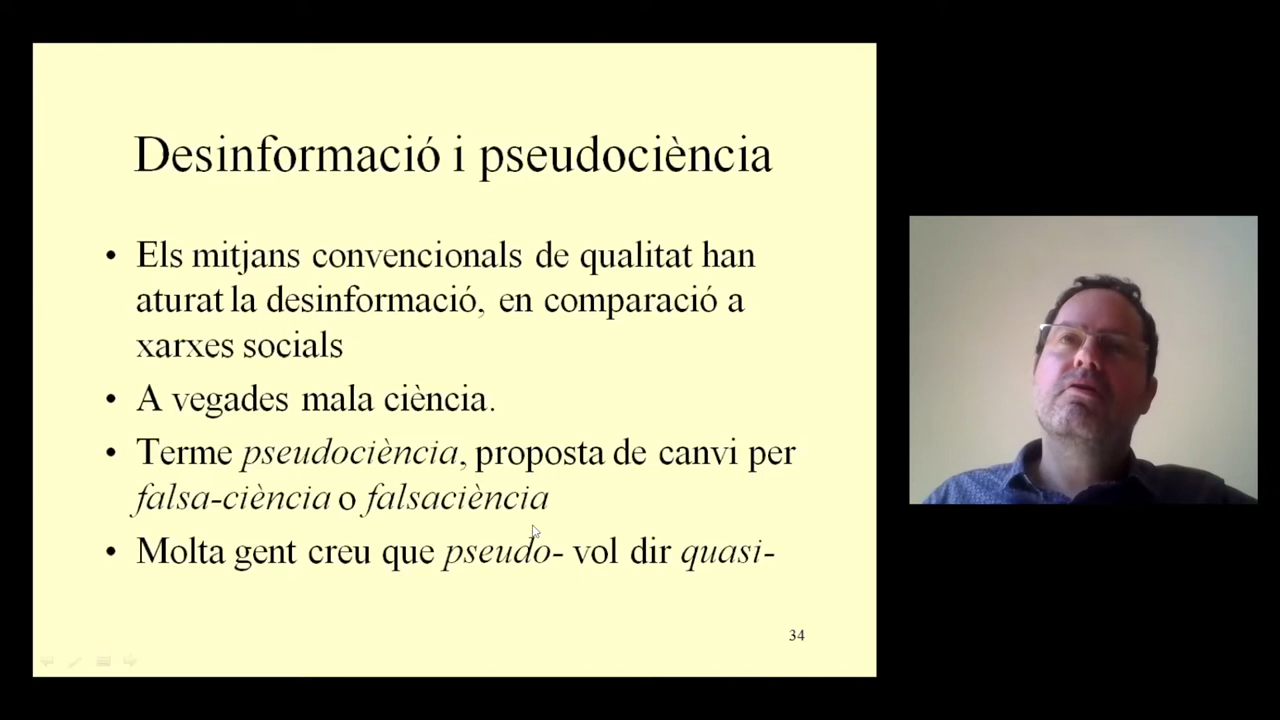 Desinformació i pseudociència
• Els mitjans convencionals de qualitat han
aturat la desinformació, en comparació a
xarxes socials
• A vegades mala ciència.
• Terme pseudociència, proposta de canvi per
falsa-ciència o falsaciència
• Molta gent creu que pseudo- vol dir quasi-
34